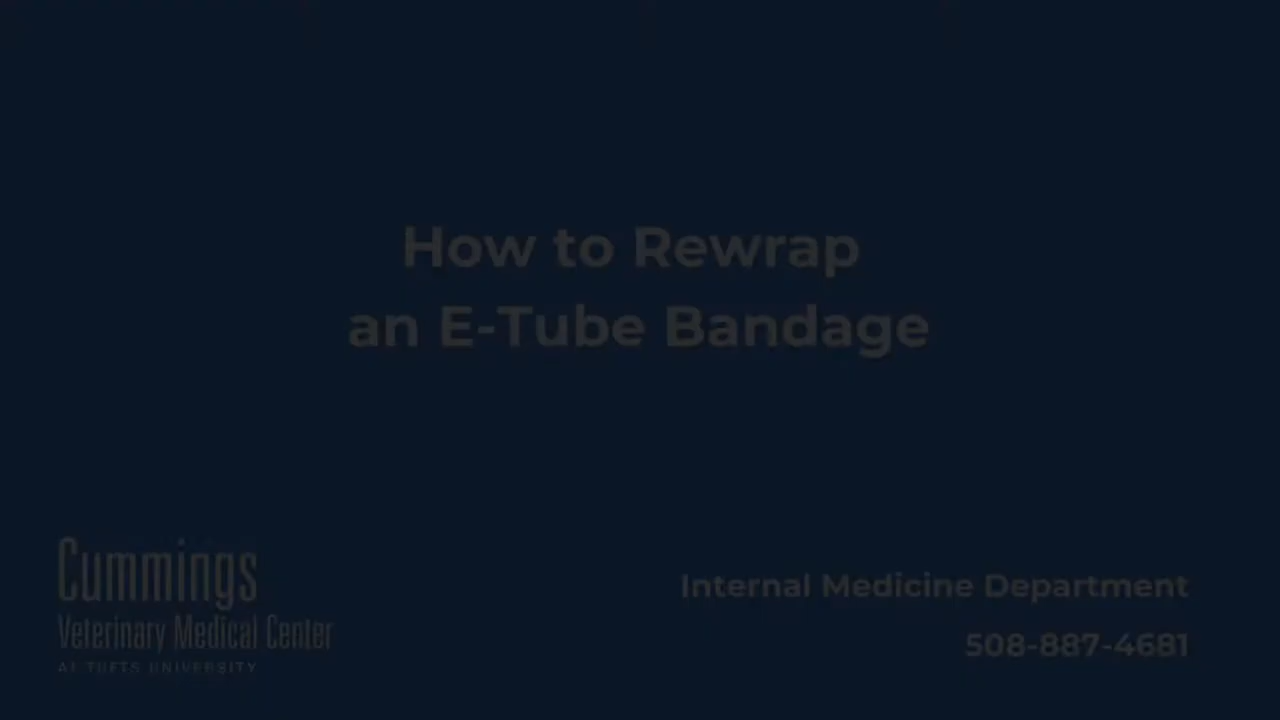 How to Rewrap
an E-Tube Bandage
Cummings
Veterinary Medical Center
AT TUFTS UNIVERSITY
Internal Medicine Department
508-887-4681